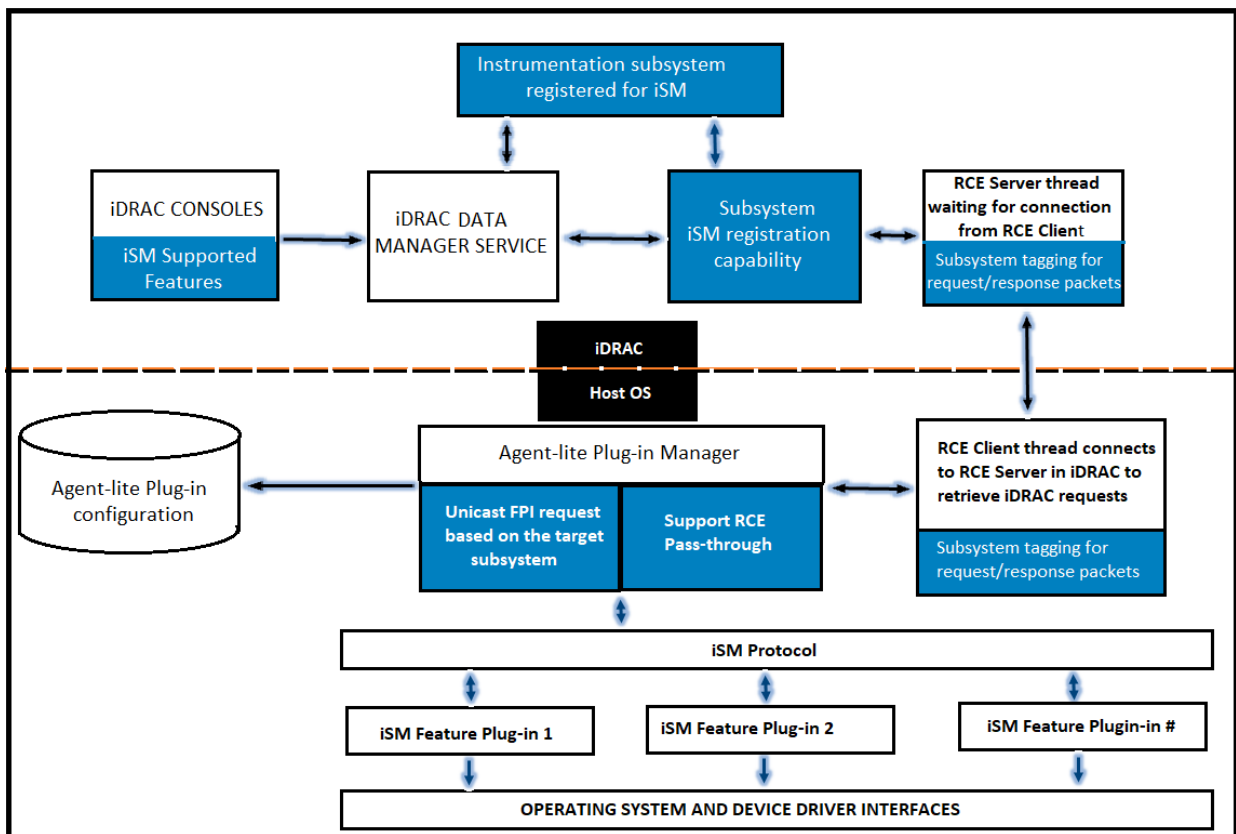 Instrumentation subsystem
registered for iSM
iDRAC CONSOLES
iSM Supported
Features
iDRAC DATA
MANAGER SERVICE
Subsystem
iSM registration
capability
RCE Server thread
waiting for connection
from RCE Client
Subsystem tagging for
request/response packets
iDRAC
Host OS
Agent-lite Plug-in
configuration
Agent-lite Plug-in Manager
Unicast FPI request
based on the target
subsystem
Support RCE
Pass-through
RCE Client thread connects
to RCE Server in iDRAC to
retrieve iDRAC requests
Subsystem tagging for
request/response packets
iSM Protocol
iSM Feature Plug-in 1
iSM Feature Plug-in 2
iSM Feature Plugin-in #
OPERATING SYSTEM AND DEVICE DRIVER INTERFACES